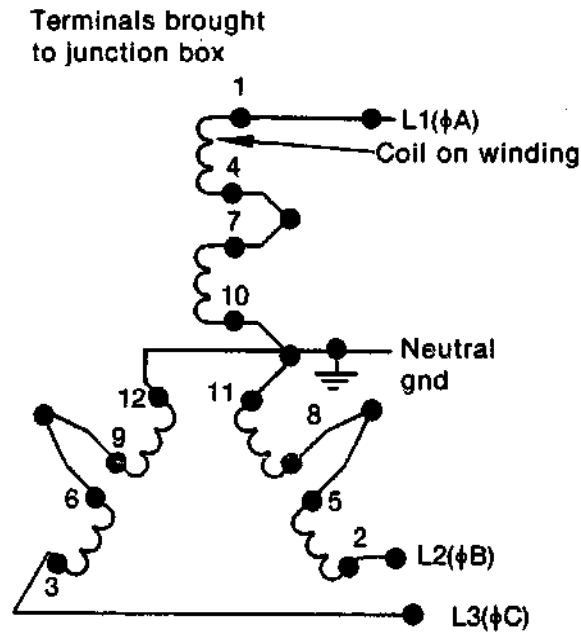 Terminals brought
to junction box
1
L1(ϕA)
Coil on winding
4
7
10
Neutral
gnd
12
11
8
9
6
5
2
L2(ϕB)
3
L3(ϕC)